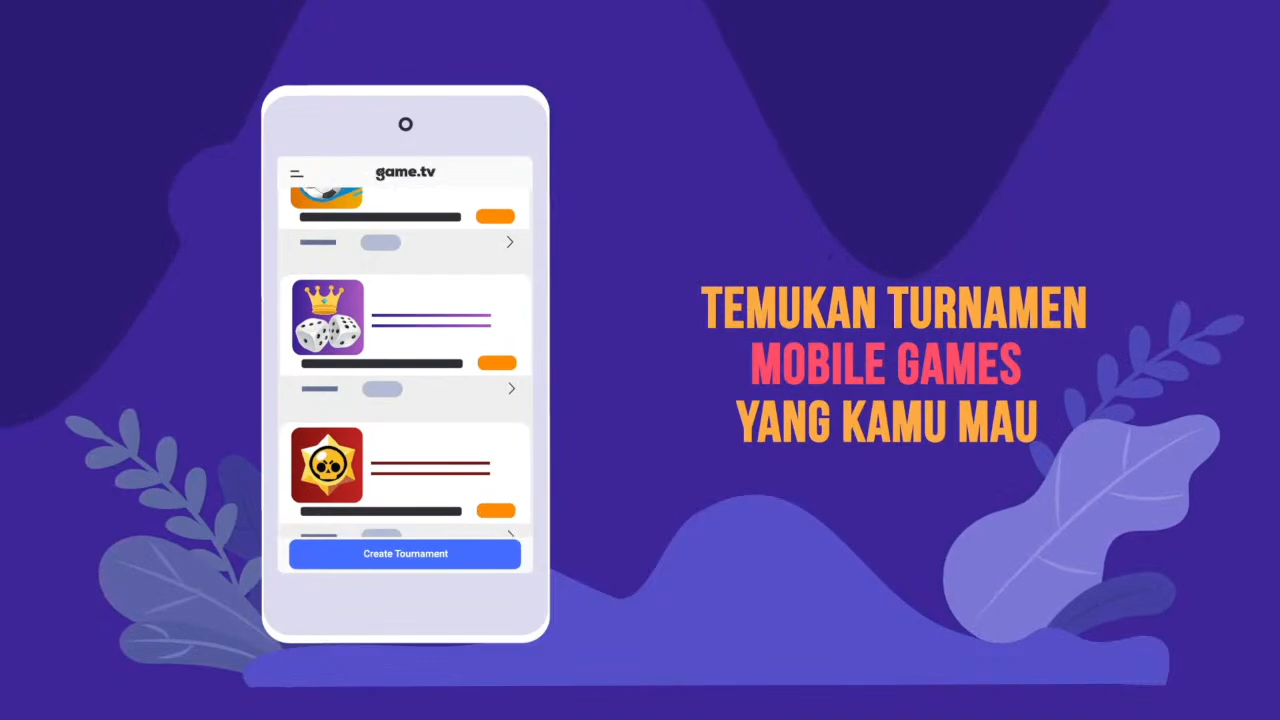 game.tv
Create Tournament
TEMUKAN TURNAMEN
MOBILE GAMES
YANG KAMU MAU